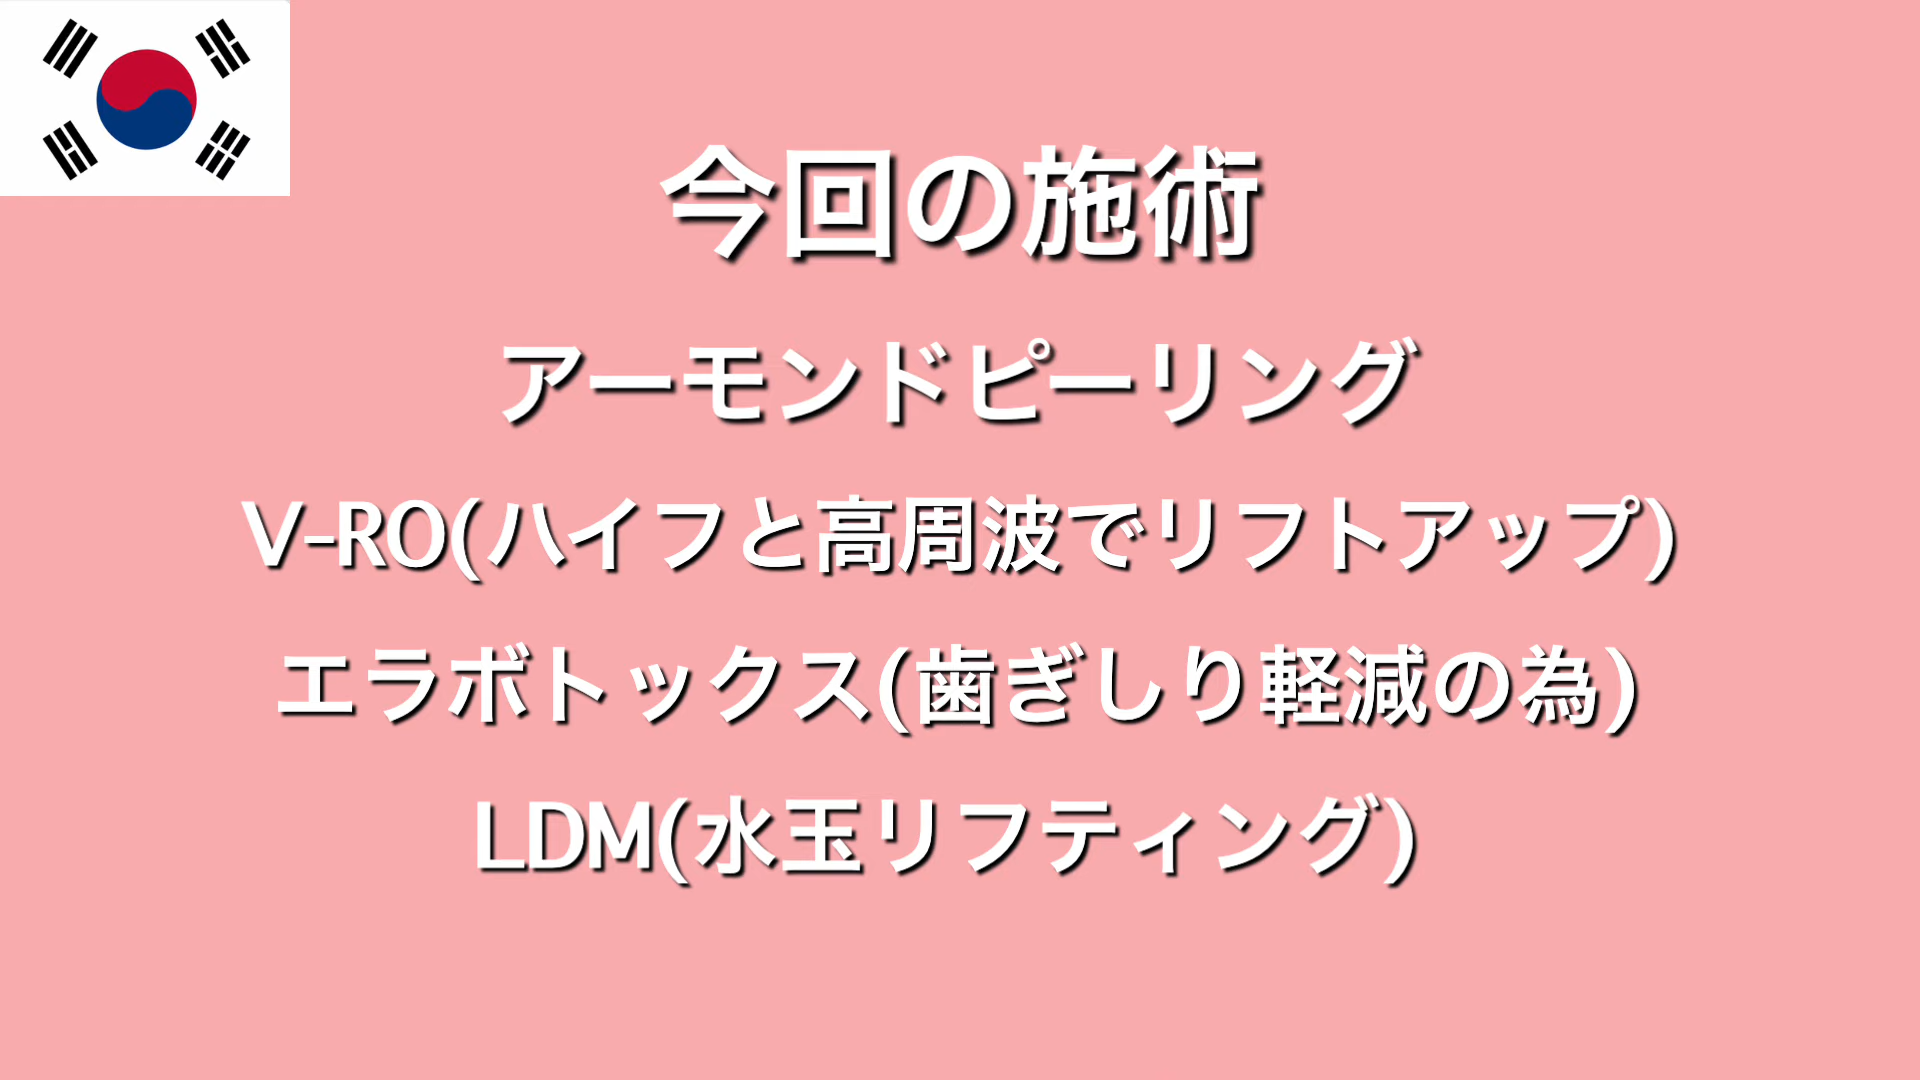 今回の施術
アーモンドピーリング
V-RO(ハイフと高周波でリフトアップ)
エラボトックス(歯ぎしり軽減の為)
LDM(水玉リフティング)